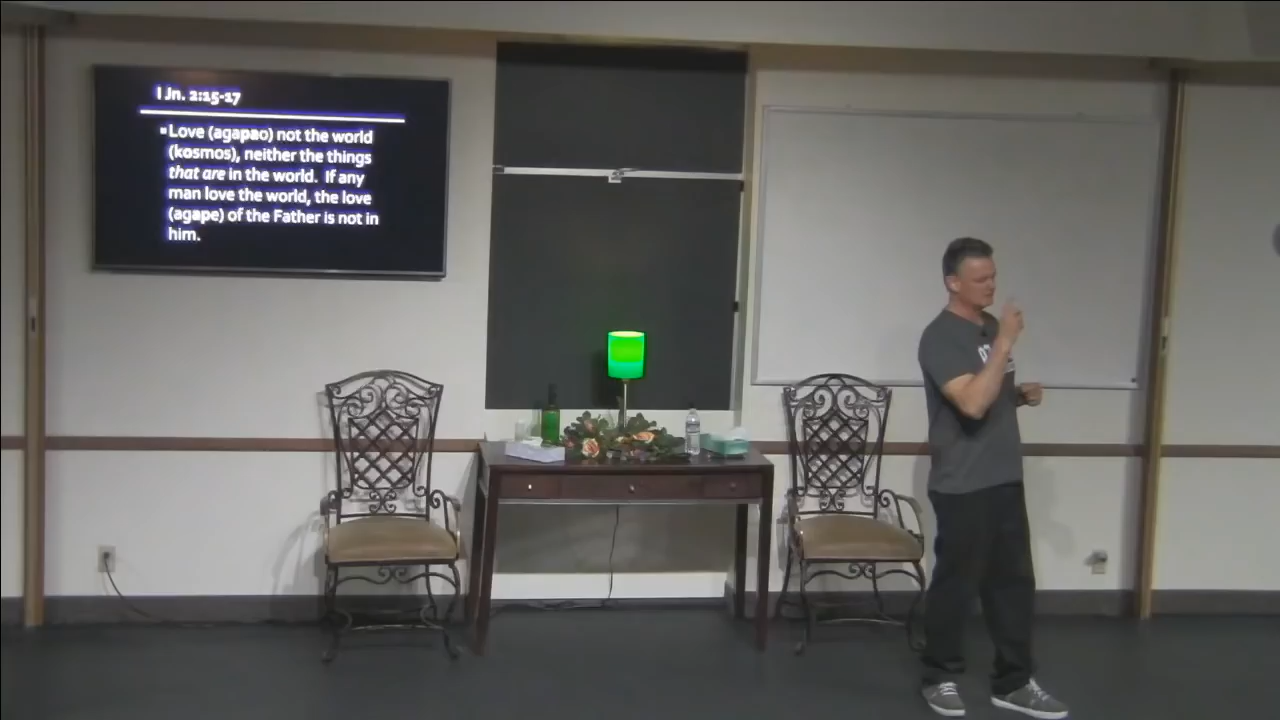 I Jn. 2:15-17
▪Love (agapao) not the world
(kosmos), neither the things
that are in the world.  If any
man love the world, the love
(agape) of the Father is not in
him.